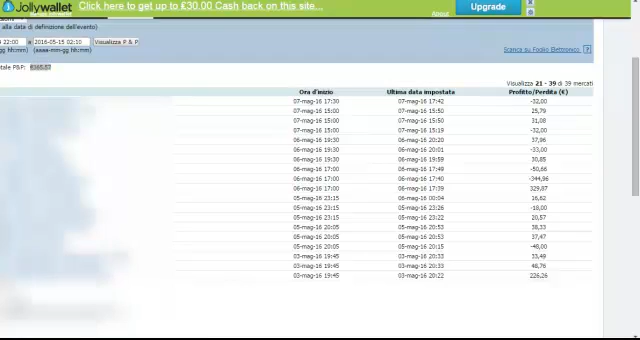 Jollywallet Click here to get up to £30.00 Cash back on this site... About Upgrade
alla data di definizione dell'evento)
22:00 a 2016-05-15 02:10 Visualizza P & P
gg hh:mm) (aaaa-mm-gg hh:mm)
Scarica su Foglio Elettronico ?
tale P&P:
Visualizza 21 - 39 di 39 mercati
Ora d'inizio Ultima data impostata Profitto/Perdita (€)
07-mag-16 17:30 07-mag-16 17:42 -32,00
07-mag-16 15:00 07-mag-16 15:50 25,79
07-mag-16 15:00 07-mag-16 15:50 31,08
07-mag-16 15:00 07-mag-16 15:19 -32,00
06-mag-16 19:30 06-mag-16 20:20 37,96
06-mag-16 19:30 06-mag-16 20:01 -33,00
06-mag-16 19:30 06-mag-16 19:59 30,85
06-mag-16 17:00 06-mag-16 17:49 -50,66
06-mag-16 17:00 06-mag-16 17:40 -344,96
06-mag-16 17:00 06-mag-16 17:39 329,87
05-mag-16 23:15 06-mag-16 00:04 16,62
05-mag-16 23:15 05-mag-16 23:26 -18,00
05-mag-16 23:15 05-mag-16 23:22 20,57
05-mag-16 20:05 05-mag-16 20:53 38,33
05-mag-16 20:05 05-mag-16 20:53 37,47
05-mag-16 20:05 05-mag-16 20:15 -48,00
03-mag-16 19:45 03-mag-16 20:33 33,49
03-mag-16 19:45 03-mag-16 20:33 48,76
03-mag-16 19:45 03-mag-16 20:22 226,26